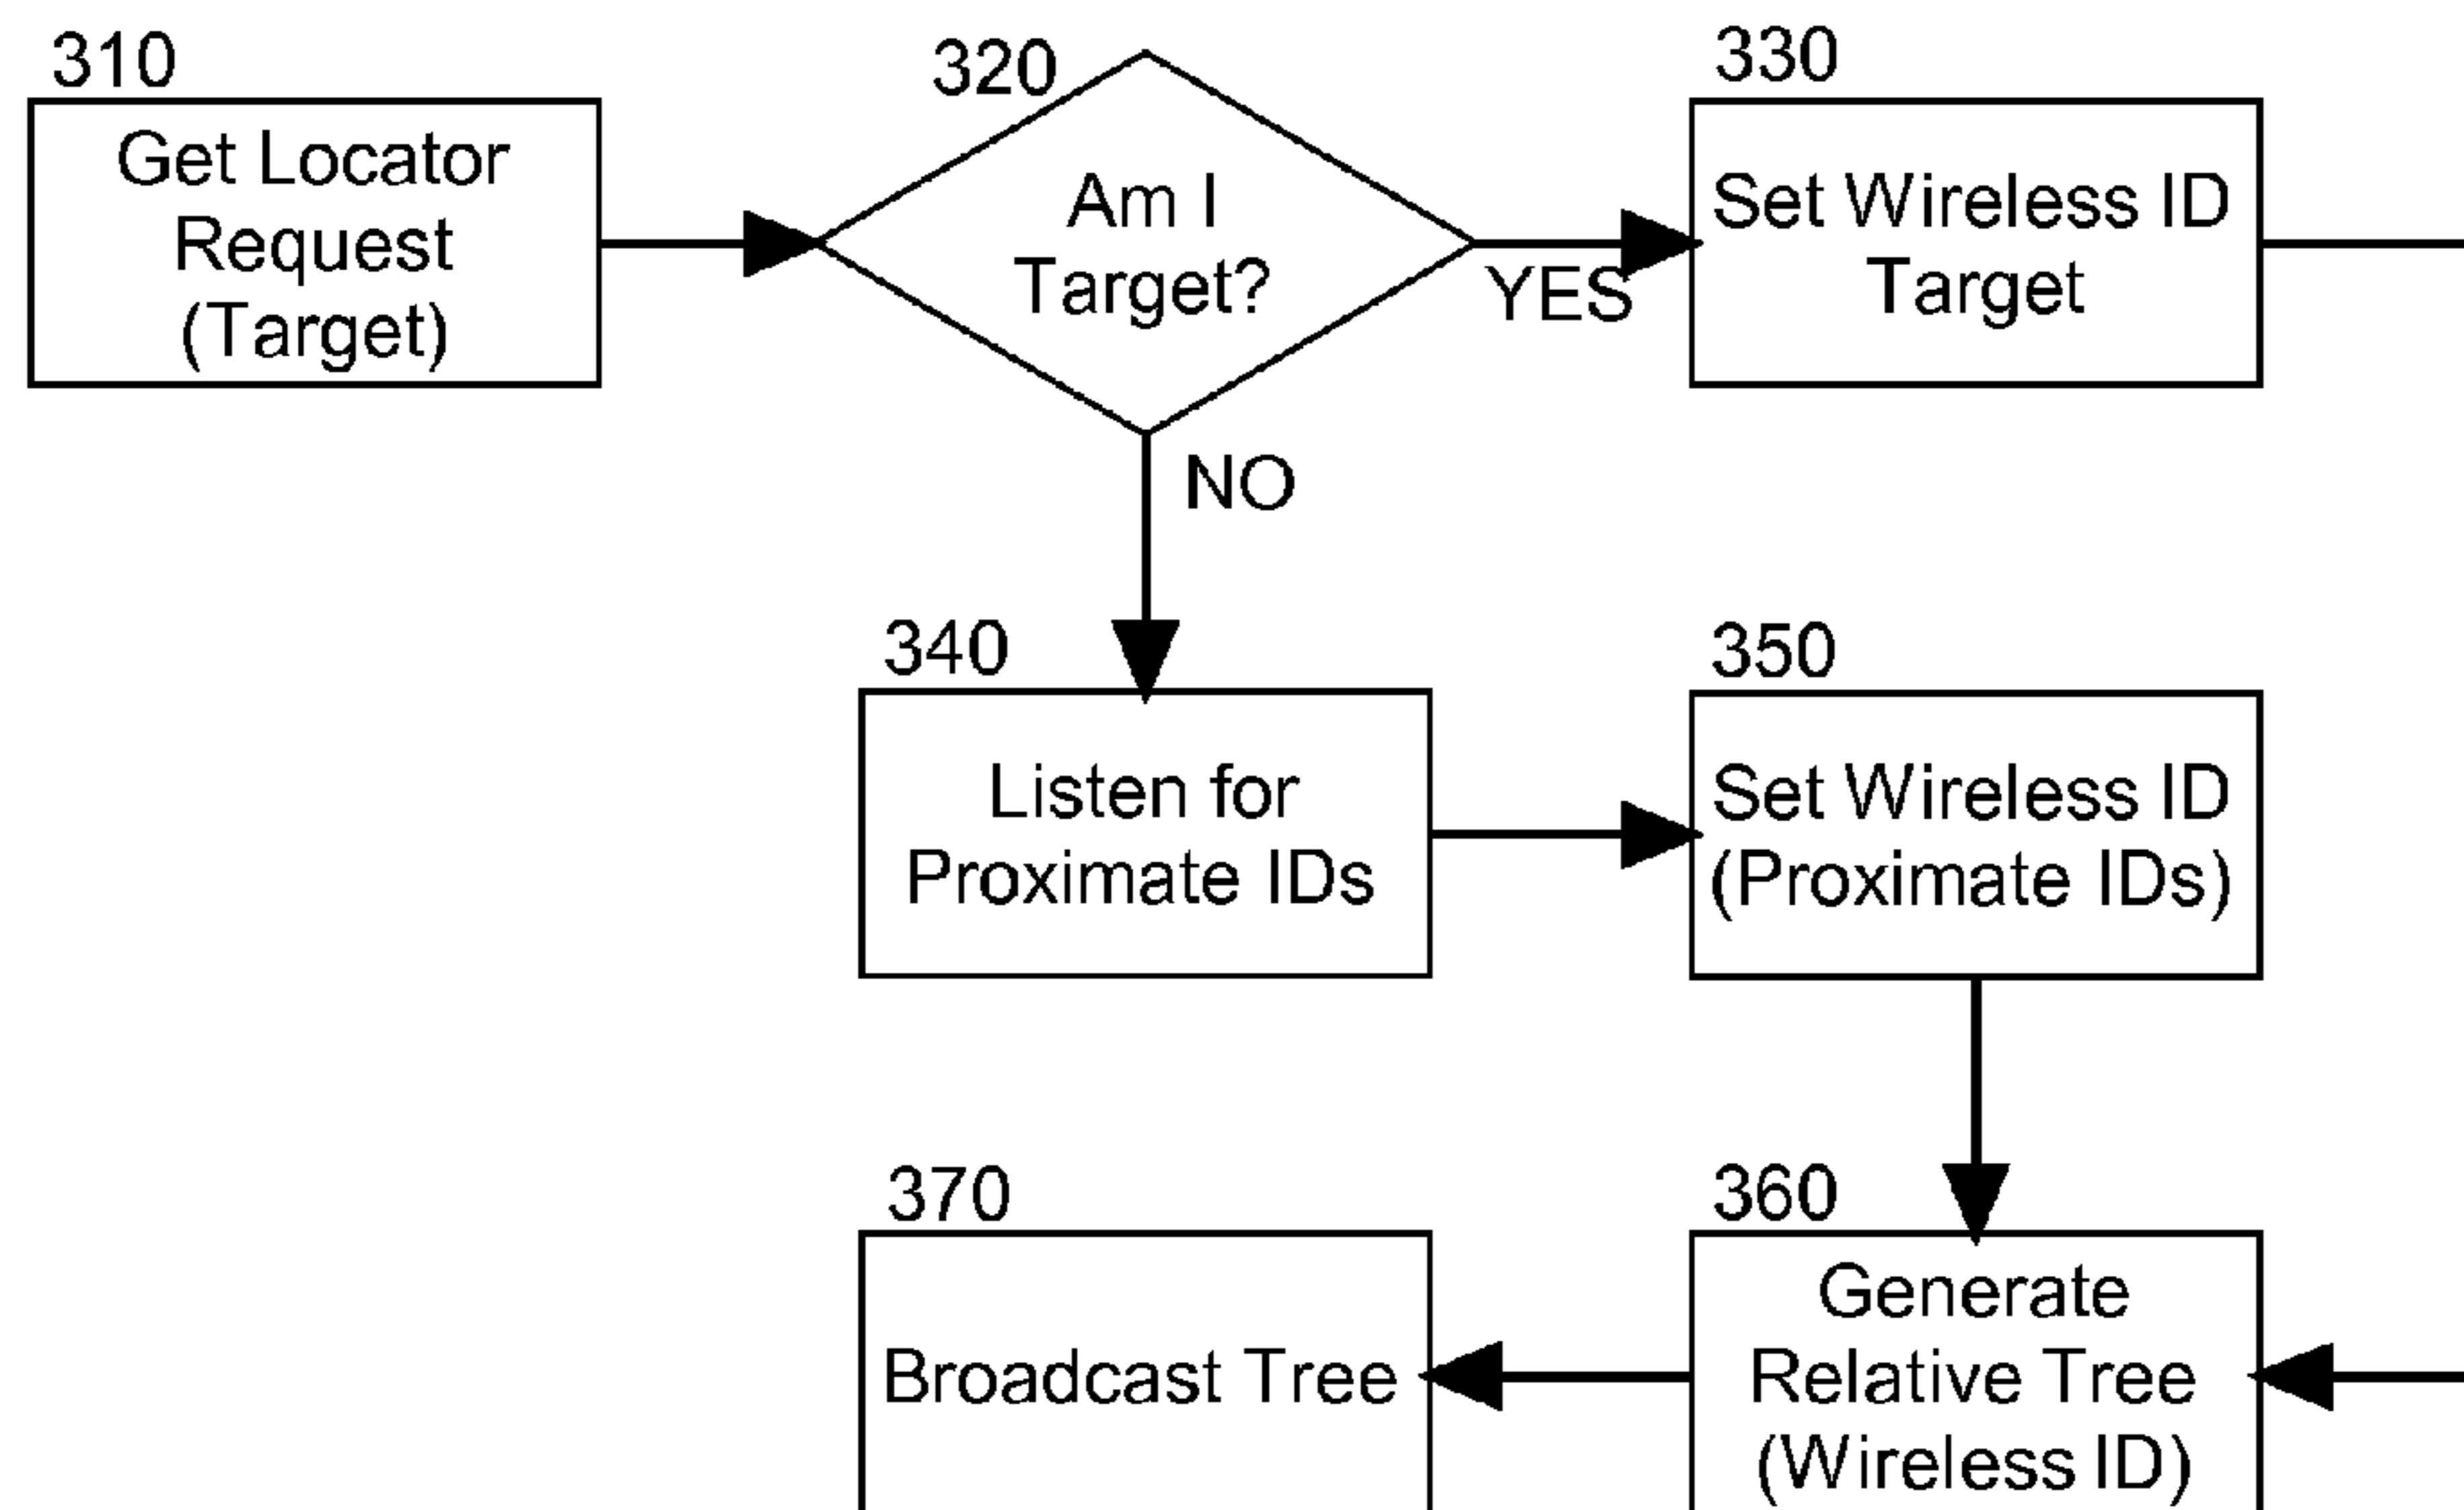 310
Get Locator
Request
(Target)
320
Am I
Target?
YES
NO
330
Set Wireless ID
Target
340
Listen for
Proximate IDs
350
Set Wireless ID
(Proximate IDs)
360
Generate
Relative Tree
(Wireless ID)
370
Broadcast Tree